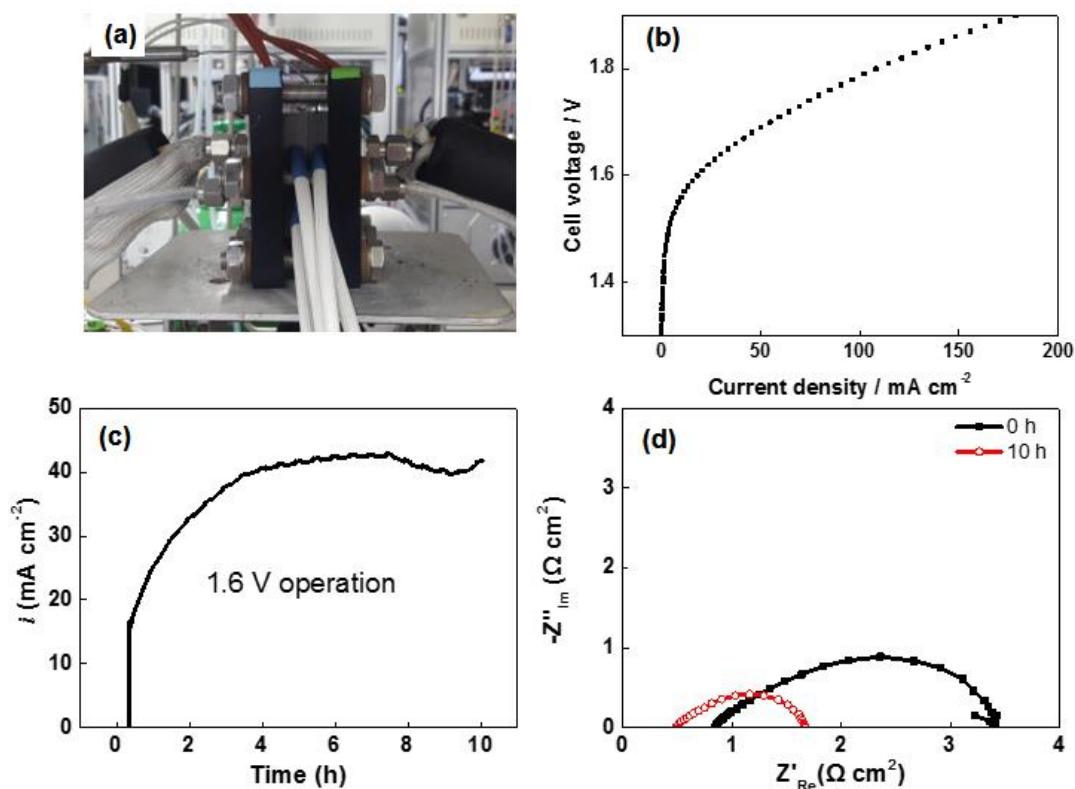 (a)
(b)
Cell voltage / V
1.8
1.6
1.4
0 50 100 150 200
Current density / mA cm-2
(c)
i (mA cm-2)
50
40
30
20
10
0
1.6 V operation
0 2 4 6 8 10
Time (h)
(d)
0 h
10 h
-Z''Im (Ω cm2)
4
3
2
1
0
0 1 2 3 4
Z'Re(Ω cm2)